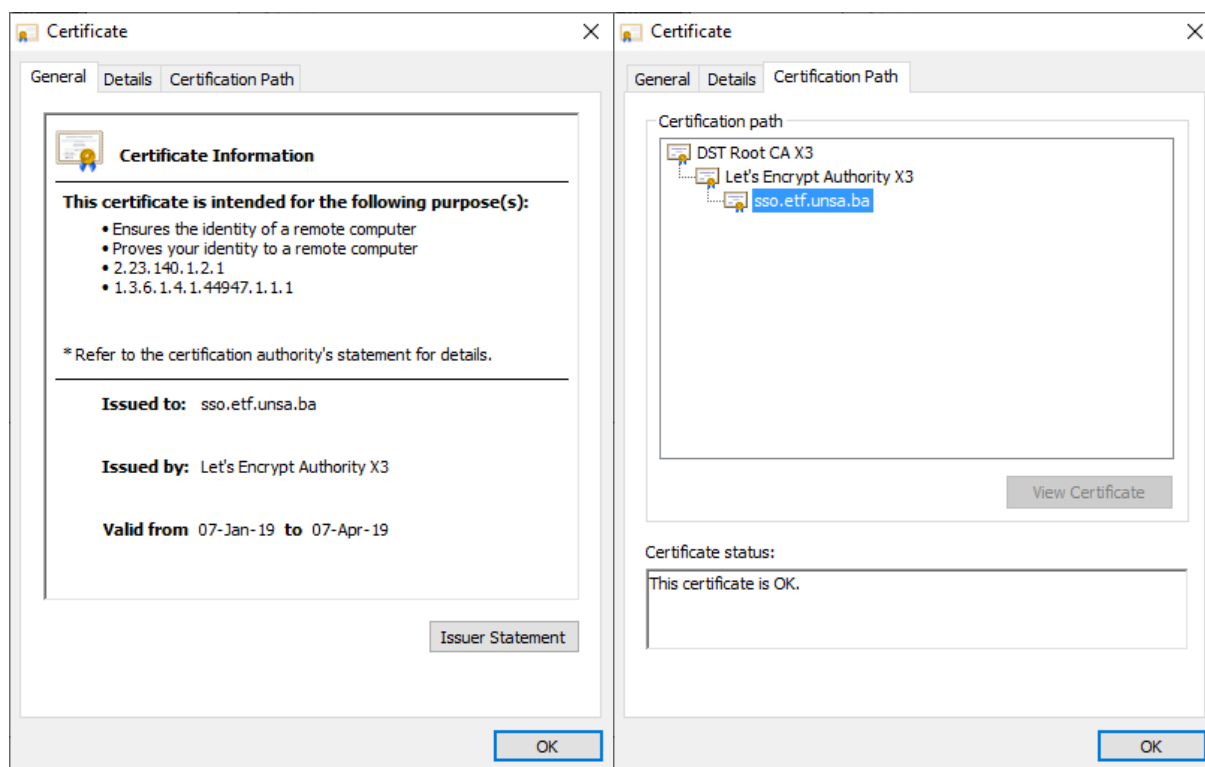 Certificate
General Details Certification Path
Certificate Information
This certificate is intended for the following purpose(s):
• Ensures the identity of a remote computer
• Proves your identity to a remote computer
• 2.23.140.1.2.1
• 1.3.6.1.4.1.44947.1.1.1
* Refer to the certification authority's statement for details.
Issued to: sso.etf.unsa.ba
Issued by: Let's Encrypt Authority X3
Valid from 07-Jan-19 to 07-Apr-19
Issuer Statement
OK
Certificate
General Details Certification Path
Certification path
DST Root CA X3
Let's Encrypt Authority X3
sso.etf.unsa.ba
View Certificate
Certificate status:
This certificate is OK.
OK